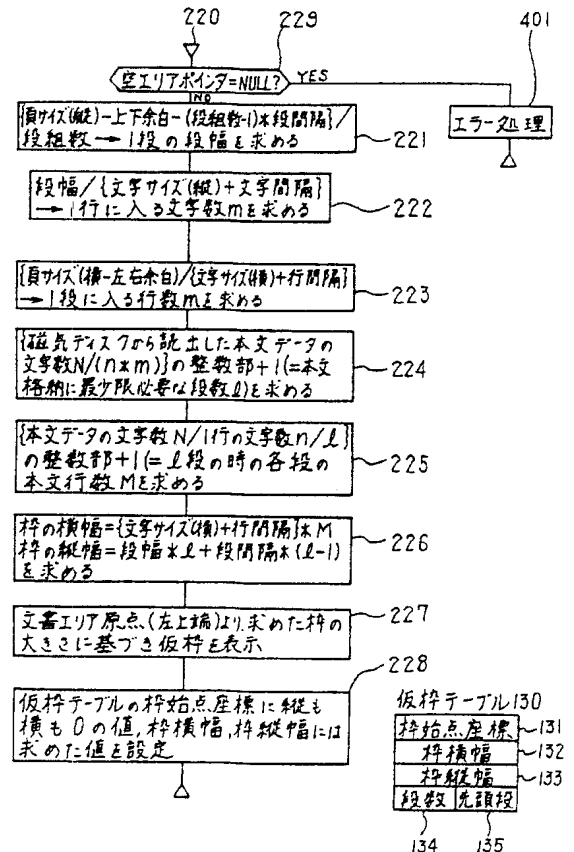 220
229
401
空エリアポインタ=NULL?
YES
NO
エラー処理
{頁サイズ(縦)-上下余白-(段組数-1)*段間隔}/
段組数→1段の段幅を求める
221
段幅/{文字サイズ(縦)+文字間隔}
→1行に入る文字数mを求める
222
{頁サイズ(横-左右余白)/{文字サイズ(横)+行間隔}
→1段に入る行数mを求める
223
{磁気ディスクから読出した本文データの
文字数N/(n*m)}の整数部+1(=本文
格納に最少限必要な段数l)を求める
224
{本文データの文字数N/1行の文字数n/l}
の整数部+1(=l段の時の各段の
本文行数Mを求める
225
枠の横幅={文字サイズ(横)+行間隔}*M
枠の縦幅=段幅*l+段間隔*(l-1)
を求める
226
文書エリア原点(左上端)より求めた枠の
大きさに基づき仮枠を表示
227
仮枠テーブルの枠始点座標に縦も
横も0の値,枠横幅,枠縦幅には
求めた値を設定
228
仮枠テーブル130
枠始点座標
131
枠横幅
132
枠縦幅
133
段数
先頭段
134
135